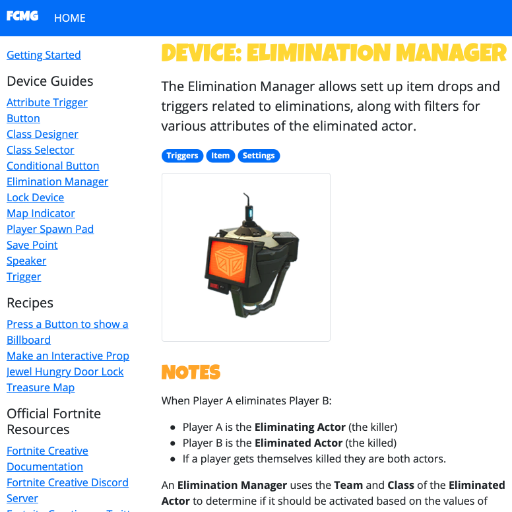 FCMG HOME
Getting Started
Device Guides
Attribute Trigger
Button
Class Designer
Class Selector
Conditional Button
Elimination Manager
Lock Device
Map Indicator
Player Spawn Pad
Save Point
Speaker
Trigger
Recipes
Press a Button to show a
Billboard
Make an Interactive Prop
Jewel Hungry Door Lock
Treasure Map
Official Fortnite
Resources
Fortnite Creative
Documentation
Fortnite Creative Discord
Server
DEVICE: ELIMINATION MANAGER
The Elimination Manager allows sett up item drops and
triggers related to eliminations, along with filters for
various attributes of the eliminated actor.
Triggers Item Settings
NOTES
When Player A eliminates Player B:
Player A is the Eliminating Actor (the killer)
Player B is the Eliminated Actor (the killed)
If a player gets themselves killed they are both actors.
An Elimination Manager uses the Team and Class of the Eliminated
Actor to determine if it should be activated based on the values of